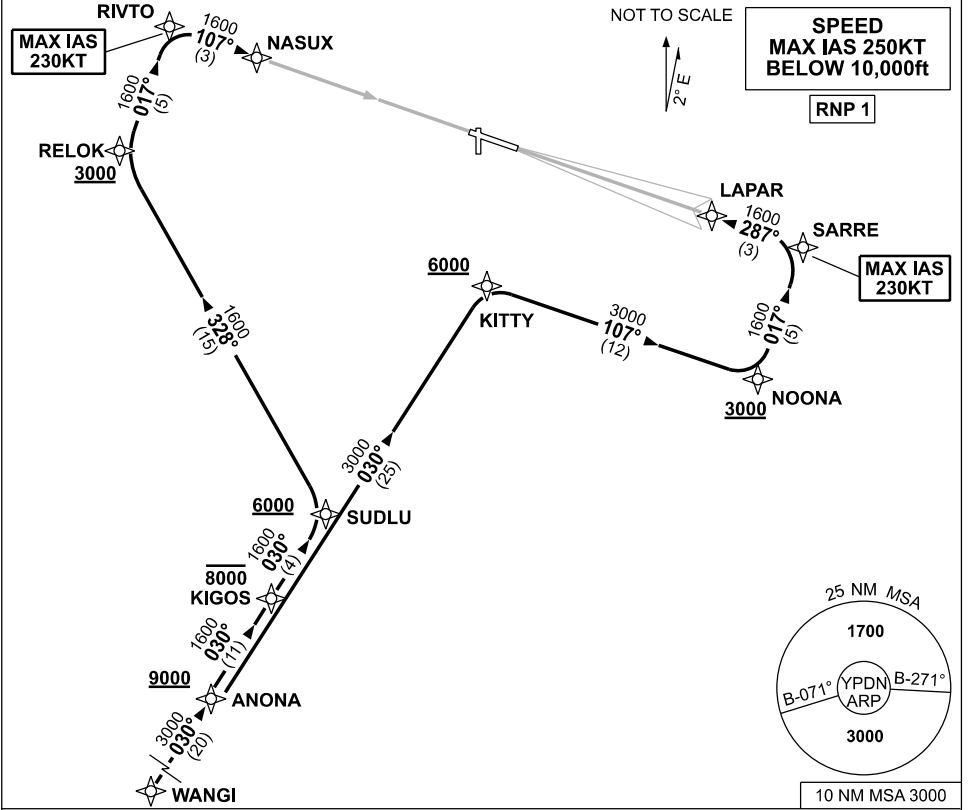 RIVTO
MAX IAS
230KT
1600
107°
(3)
NASUX
NOT TO SCALE
2° E
SPEED
MAX IAS 250KT
BELOW 10,000ft
RNP 1
1600
017°
(5)
RELOK
3000
LAPAR
1600
287°
(3)
SARRE
MAX IAS
230KT
6000
KITTY
3000
107°
(12)
1600
017°
(5)
NOONA
3000
1600
328°
(15)
3000
030°
(25)
6000
SUDLU
1600
030°
(4)
8000
KIGOS
1600
030°
(11)
9000
ANONA
3000
030°
(20)
WANGI
25 NM MSA
1700
B-071°
YPDN
ARP
B-271°
3000
10 NM MSA 3000